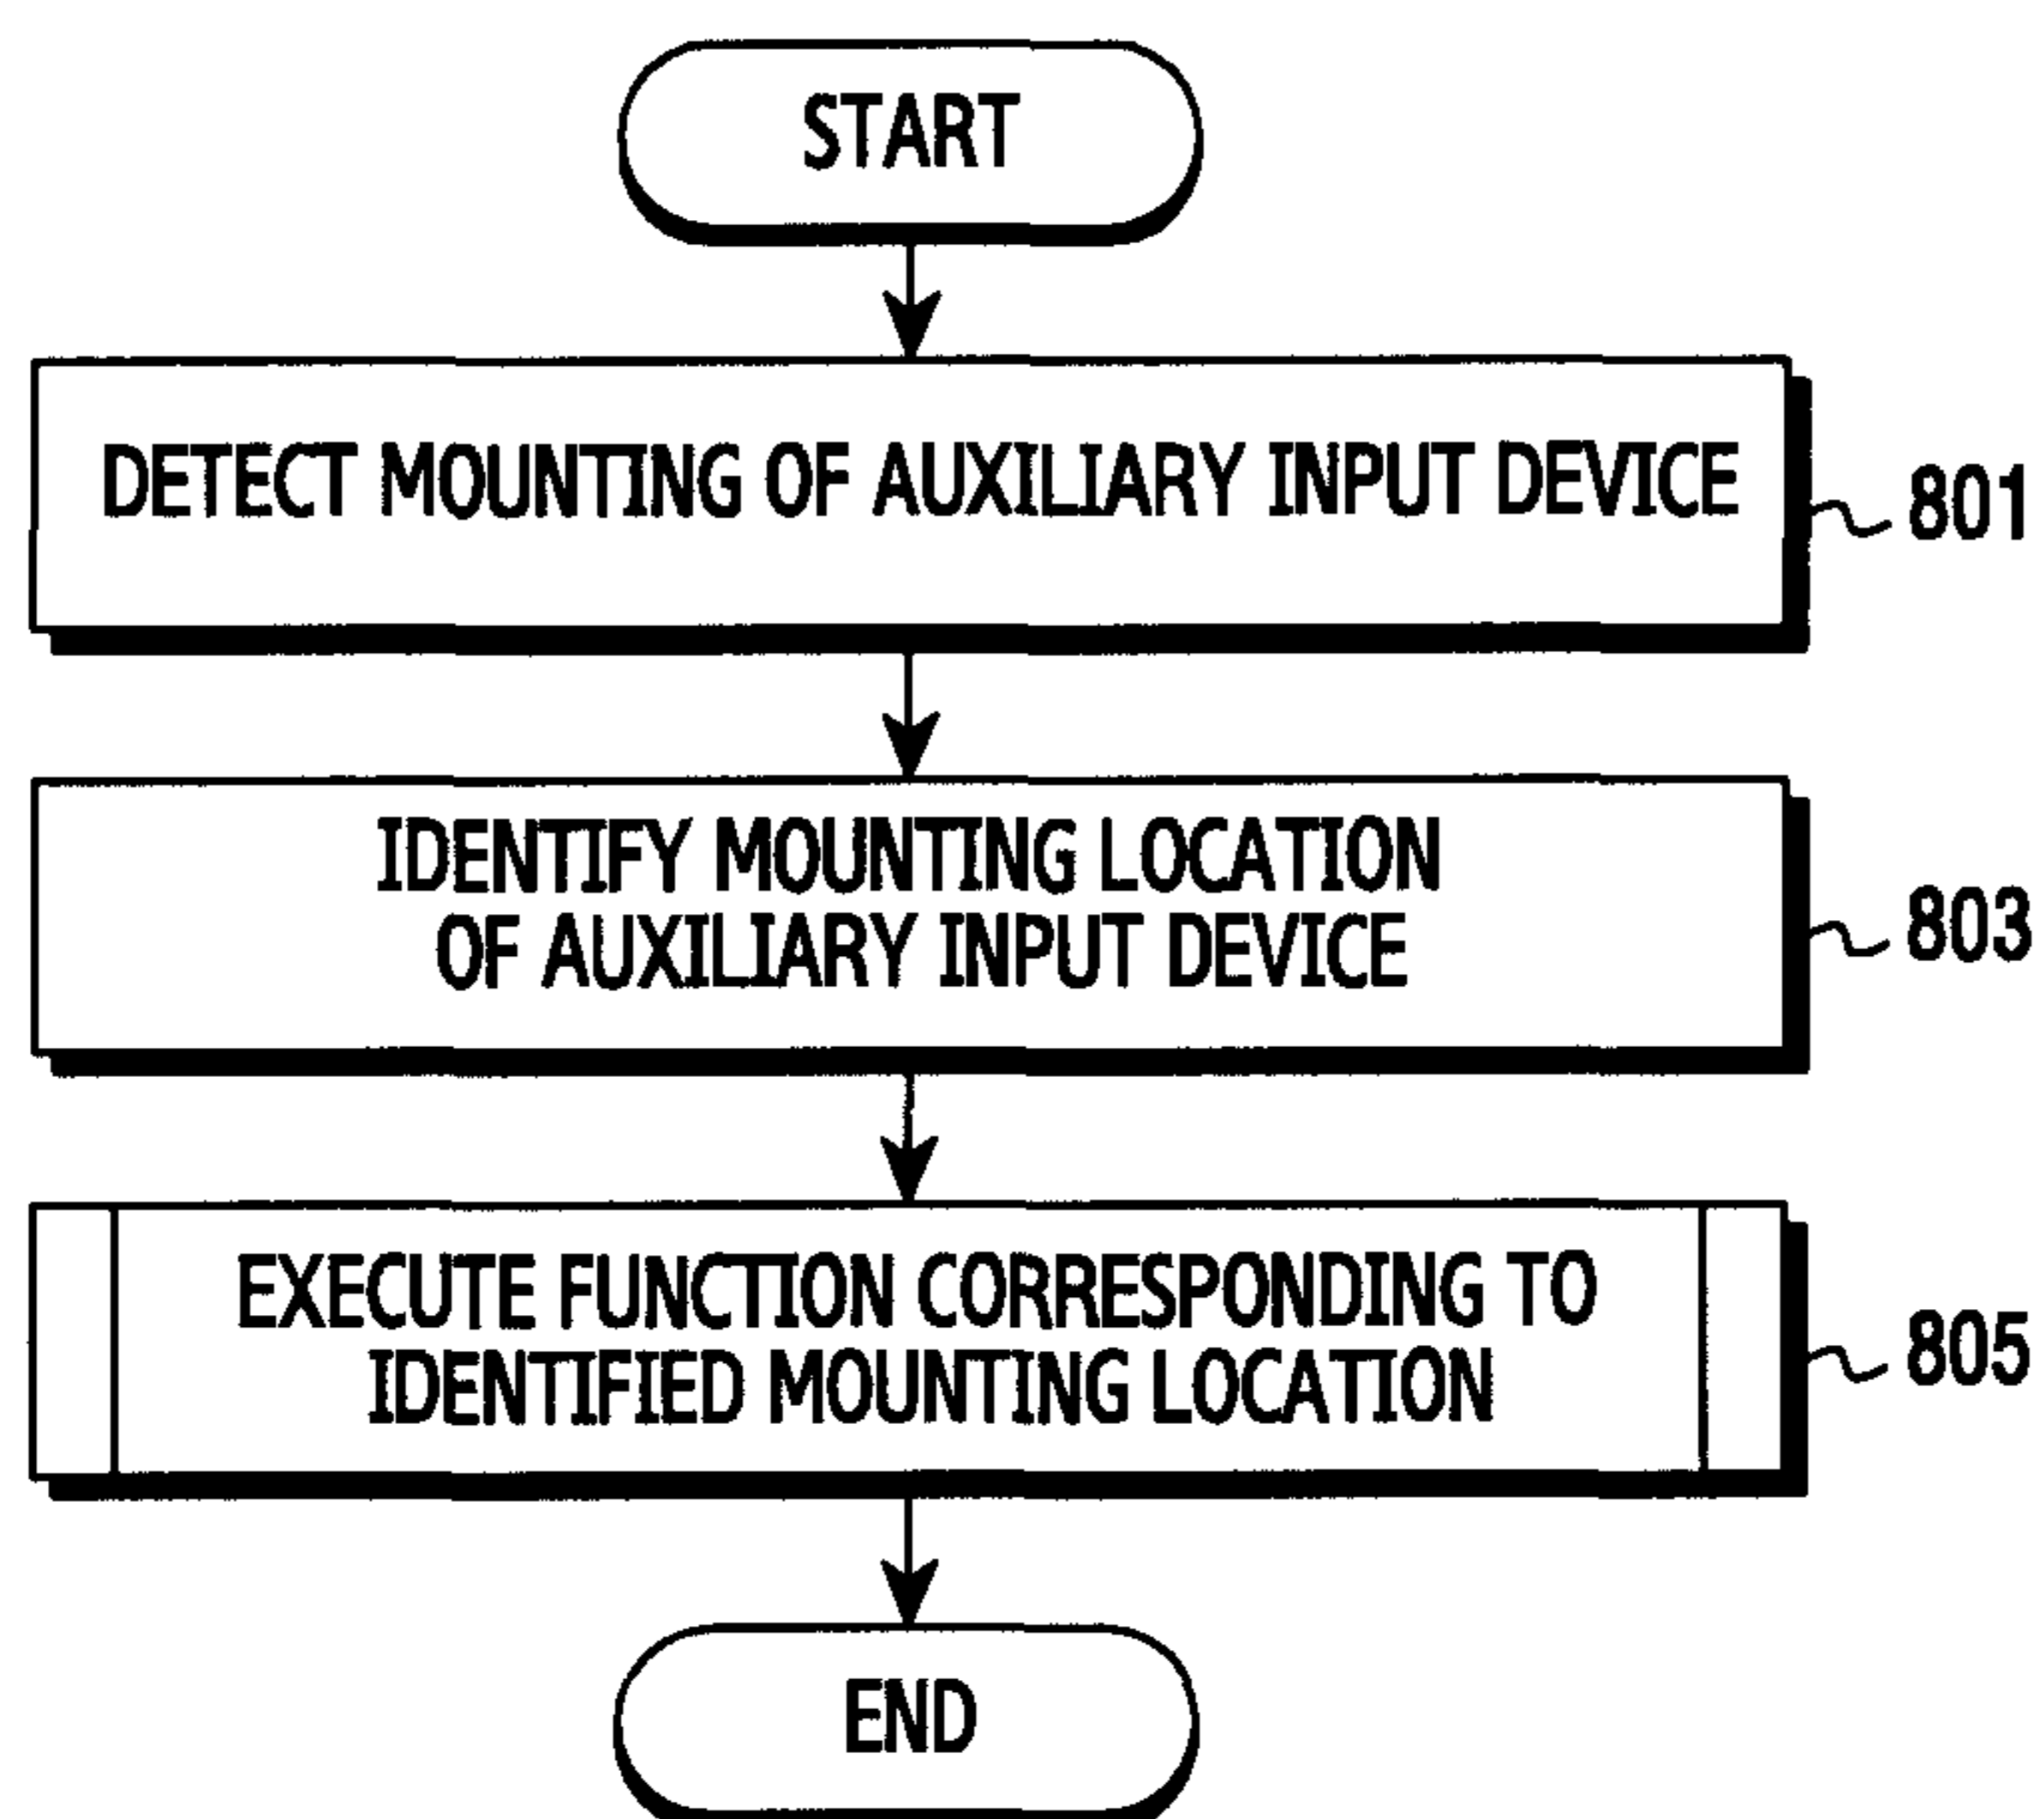 START
DETECT MOUNTING OF AUXILIARY INPUT DEVICE
801
IDENTIFY MOUNTING LOCATION
OF AUXILIARY INPUT DEVICE
803
EXECUTE FUNCTION CORRESPONDING TO
IDENTIFIED MOUNTING LOCATION
805
END